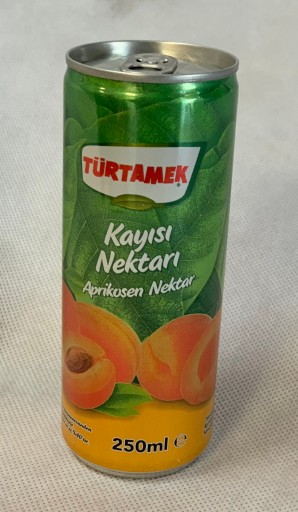 TÜRTAMEK
Kayısı
Nektarı
Aprikosen Nektar
250ml e